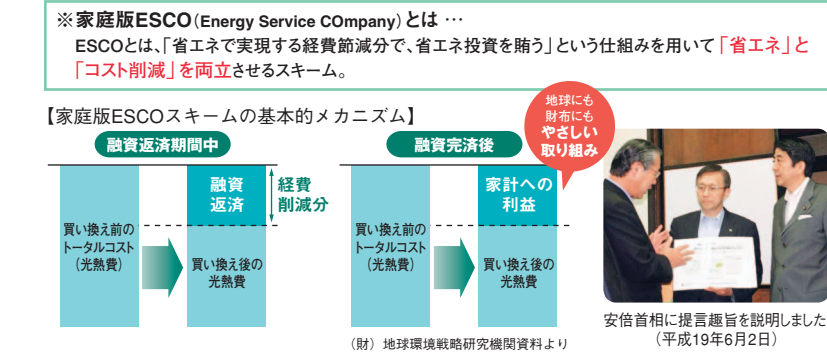 ※家庭版ESCO（Energy Service COmpany）とは …
ESCOとは、「省エネで実現する経費節減分で、省エネ投資を賄う」という仕組みを用いて「省エネ」と
「コスト削減」を両立させるスキーム。
【家庭版ESCOスキームの基本的メカニズム】
融資返済期間中
融資
返済
経費
削減分
買い換え前の
トータルコスト
（光熱費）
買い換え後の
光熱費
融資完済後
地球にも
財布にも
やさしい
取り組み
家計への
利益
買い換え前の
トータルコスト
（光熱費）
買い換え後の
光熱費
（財）地球環境戦略研究機関資料より
安倍首相に提言趣旨を説明しました
（平成19年6月2日）